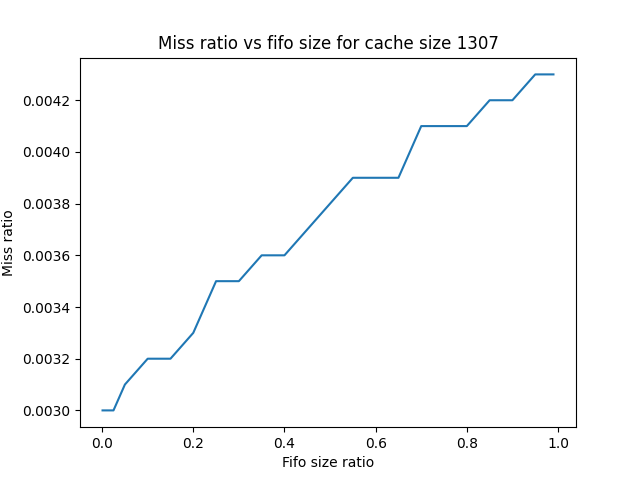 Miss ratio vs fifo size for cache size 1307
Miss ratio
0.0042
0.0040
0.0038
0.0036
0.0034
0.0032
0.0030
0.0 0.2 0.4 0.6 0.8 1.0
Fifo size ratio